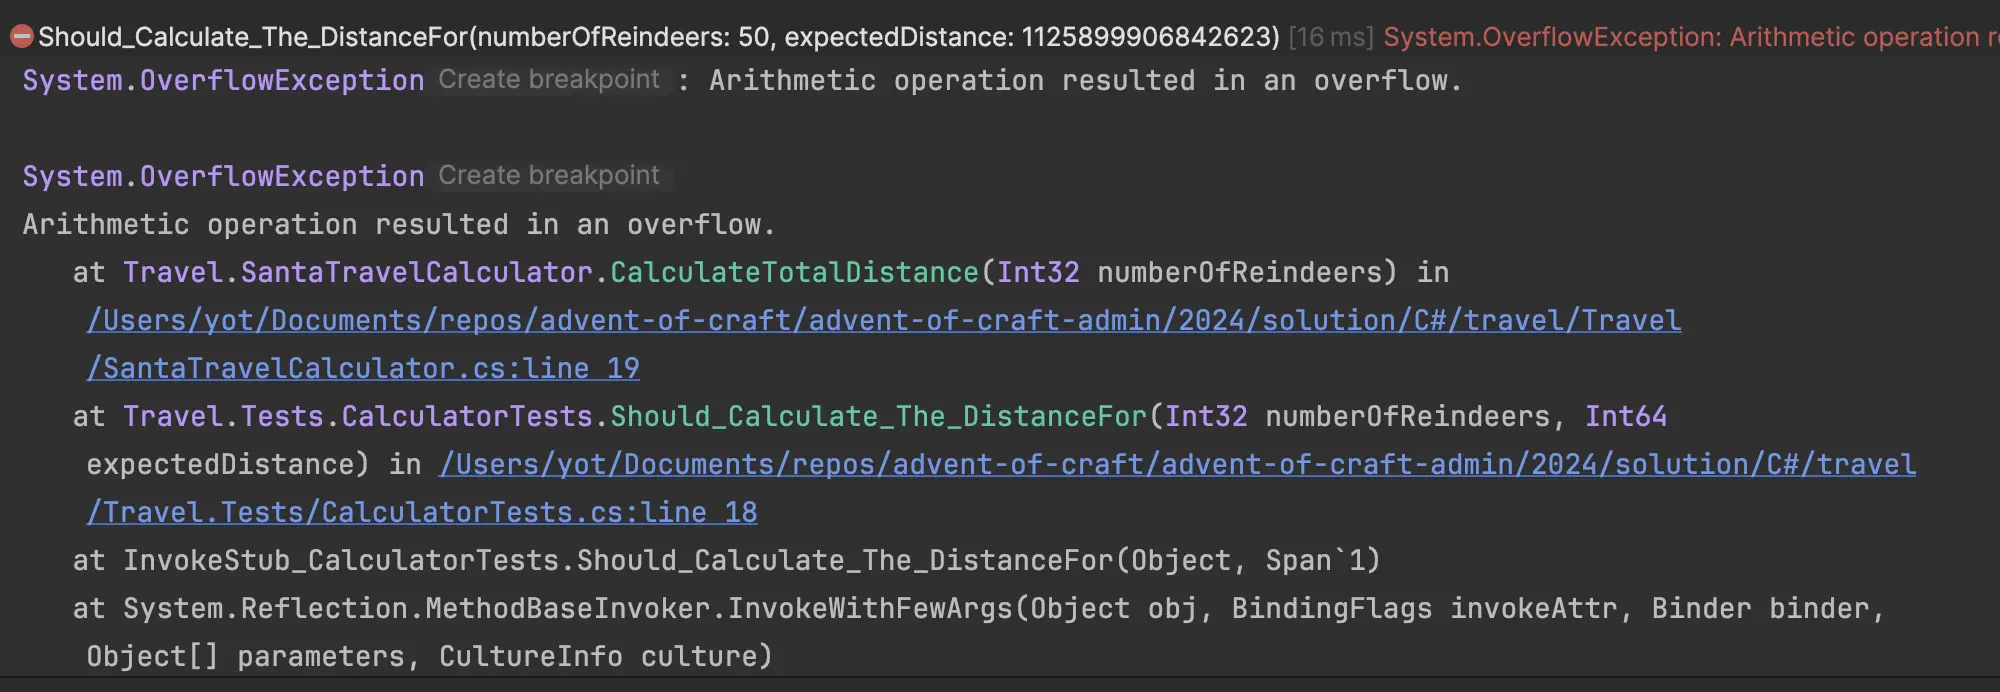 Should_Calculate_The_DistanceFor(numberOfReindeers: 50, expectedDistance: 1125899906842623) [16 ms] System.OverflowException: Arithmetic operation
System.OverflowException Create breakpoint : Arithmetic operation resulted in an overflow.
System.OverflowException Create breakpoint
Arithmetic operation resulted in an overflow.
at Travel.SantaTravelCalculator.CalculateTotalDistance(Int32 numberOfReindeers) in
/Users/yot/Documents/repos/advent-of-craft/advent-of-craft-admin/2024/solution/C#/travel/Travel
/SantaTravelCalculator.cs:line 19
at Travel.Tests.CalculatorTests.Should_Calculate_The_DistanceFor(Int32 numberOfReindeers, Int64
expectedDistance) in /Users/yot/Documents/repos/advent-of-craft/advent-of-craft-admin/2024/solution/C#/travel
/Travel.Tests/CalculatorTests.cs:line 18
at InvokeStub_CalculatorTests.Should_Calculate_The_DistanceFor(Object, Span`1)
at System.Reflection.MethodBaseInvoker.InvokeWithFewArgs(Object obj, BindingFlags invokeAttr, Binder binder,
Object[] parameters, CultureInfo culture)